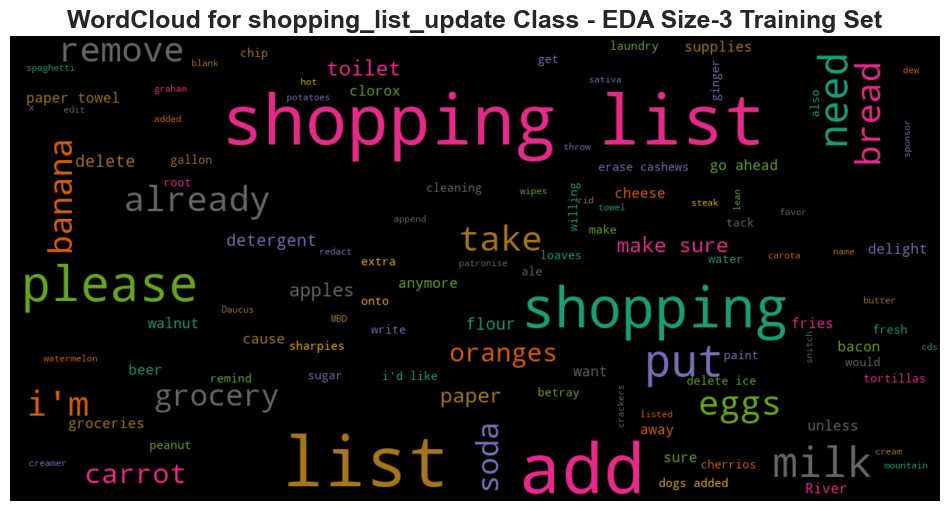 WordCloud for shopping_list_update Class - EDA Size-3 Training Set
remove
chip
laundry
supplies
get
spaghetti
blank
toilet
hot
sativa
ginger
need
bread
dew
paper towel
graham
potatoes
clorox
also
x
edit
added
shopping list
throw
sponsor
banana
delete
gallon
erase cashews
go ahead
root
already
cleaning
wipes
willing
rid
towel
cheese
steak
lean
favor
append
tack
take
make
make sure
detergent
redact
loaves
water
carota
name
delight
extra
patronise
ale
please
apples
anymore
onto
Daucus
MBD
butter
shopping
walnut
cause
write
flour
fries
fresh
sharpies
oranges
snitch
bacon
cds
watermelon
put
paint
would
beer
remind
sugar
i'd like
want
delete ice
tortillas
i'm
grocery
paper
betray
crackers
eggs
groceries
listed
away
unless
peanut
list
soda
add
sure
milk
cream
creamer
carrot
cherrios
mountain
dogs added
River